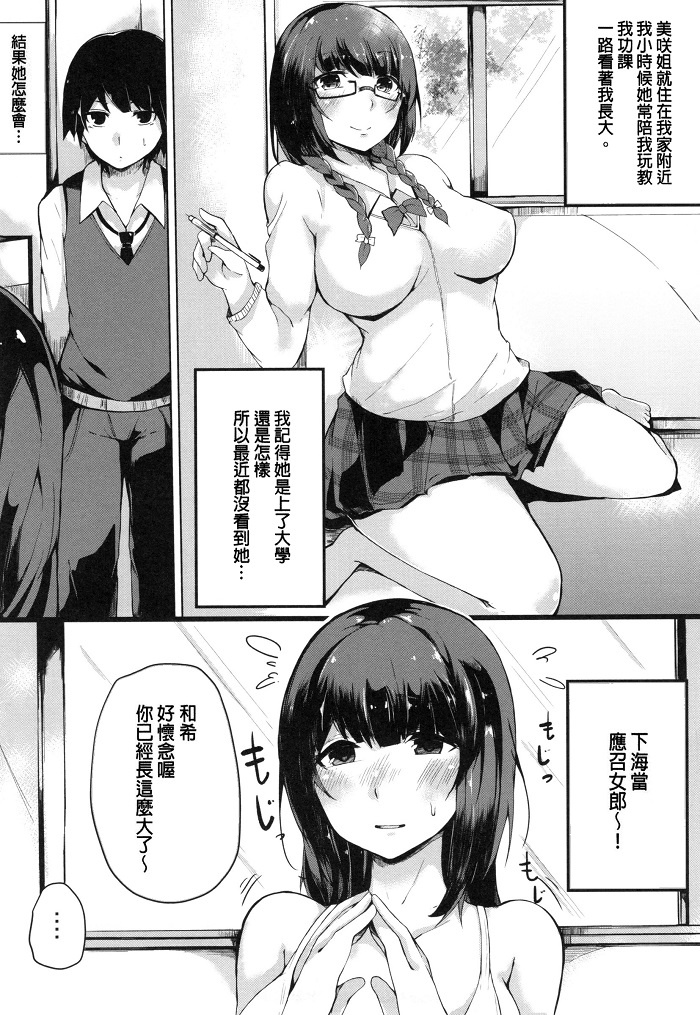 美咲姐就住在我家附近
我小時候她常陪我玩教
我功課
一路看著我長大。
我記得她是上了大學
還是怎樣
所以最近都沒看到她…
結果她怎麼會…
下海當
應召女郎～！
もじっ
もじ
もじっ
和希
好懷念喔
你已經長這麼大了～
‥‥